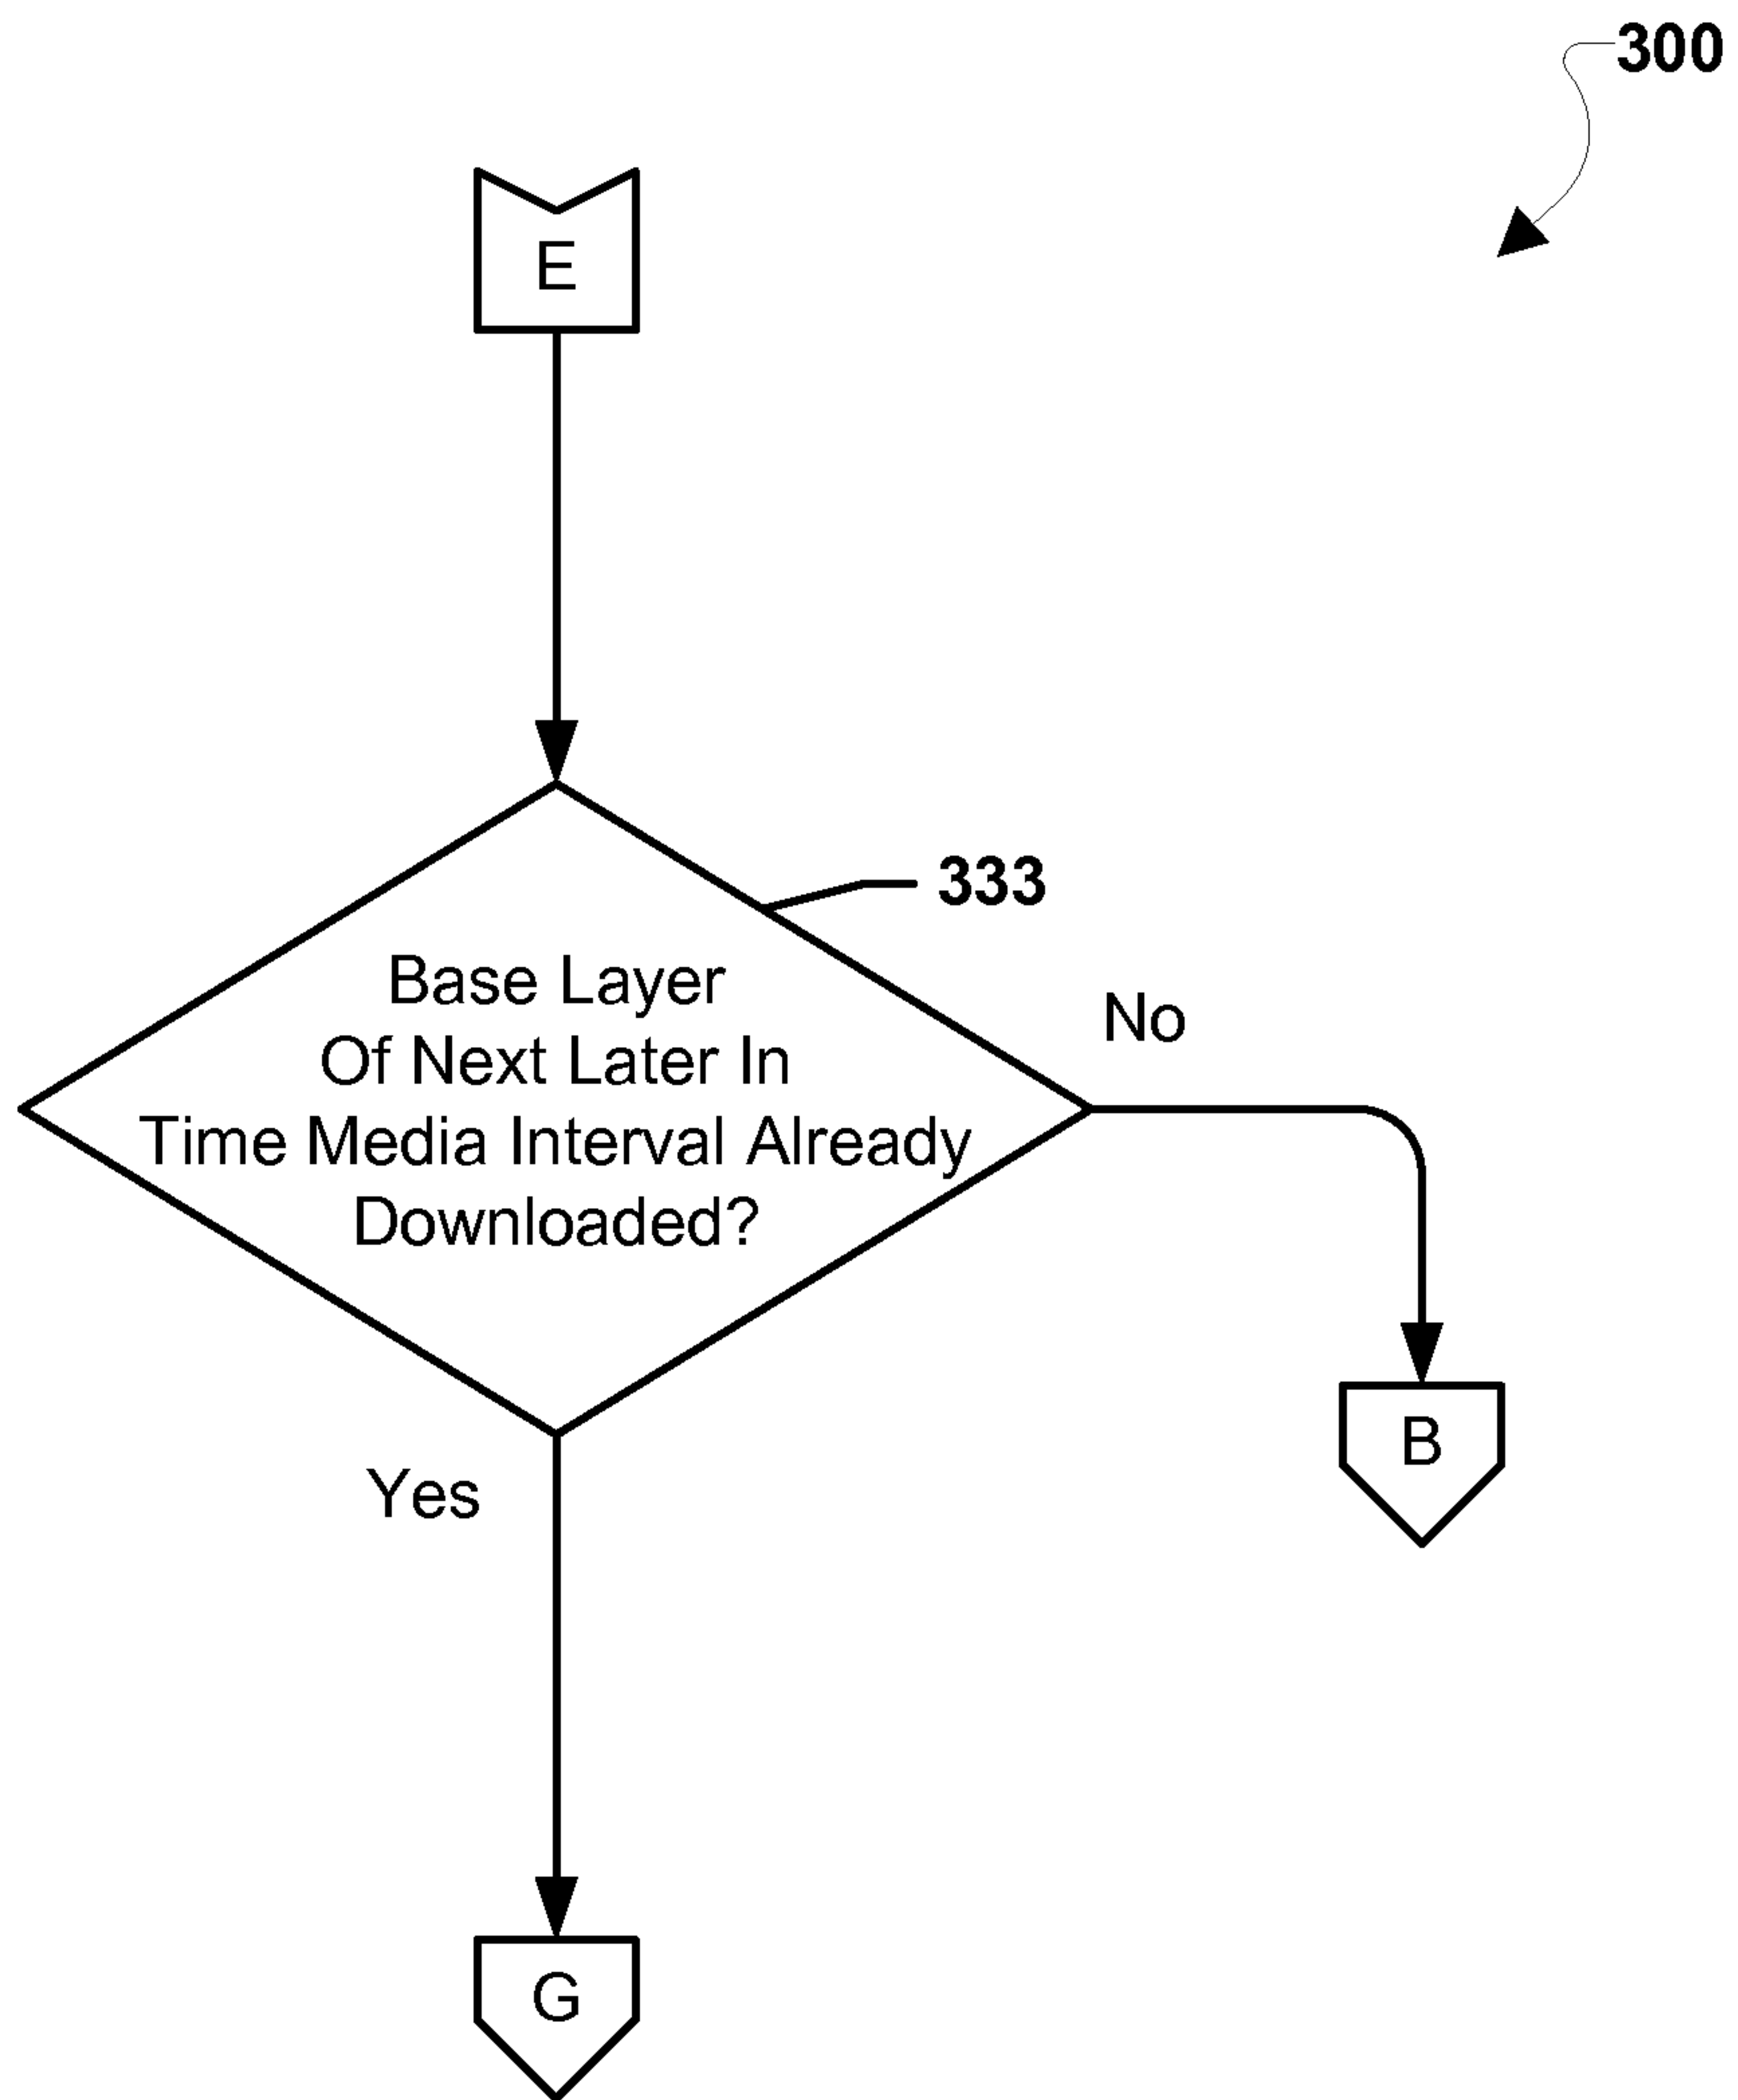 300
E
333
Base Layer
Of Next Later In
Time Media Interval Already
Downloaded?
No
B
Yes
G